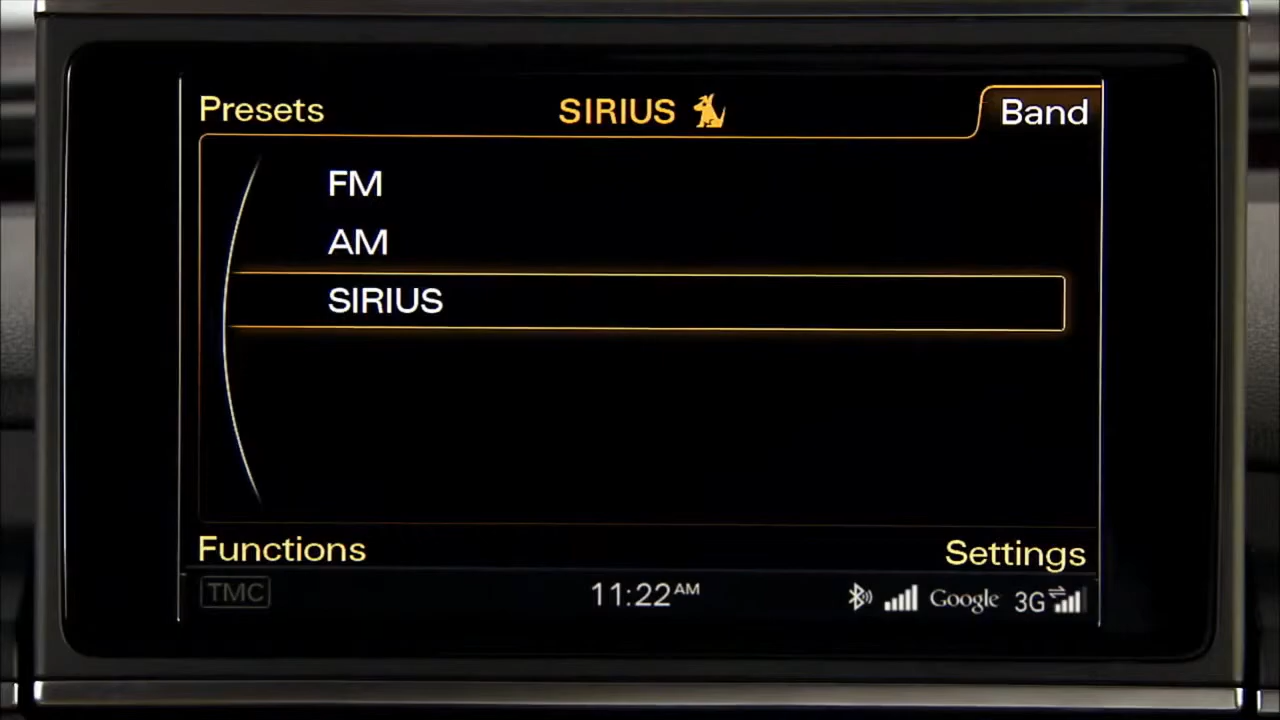 Presets SIRIUS Band
FM
AM
SIRIUS
Functions Settings
TMC 11:22 AM Google 3G